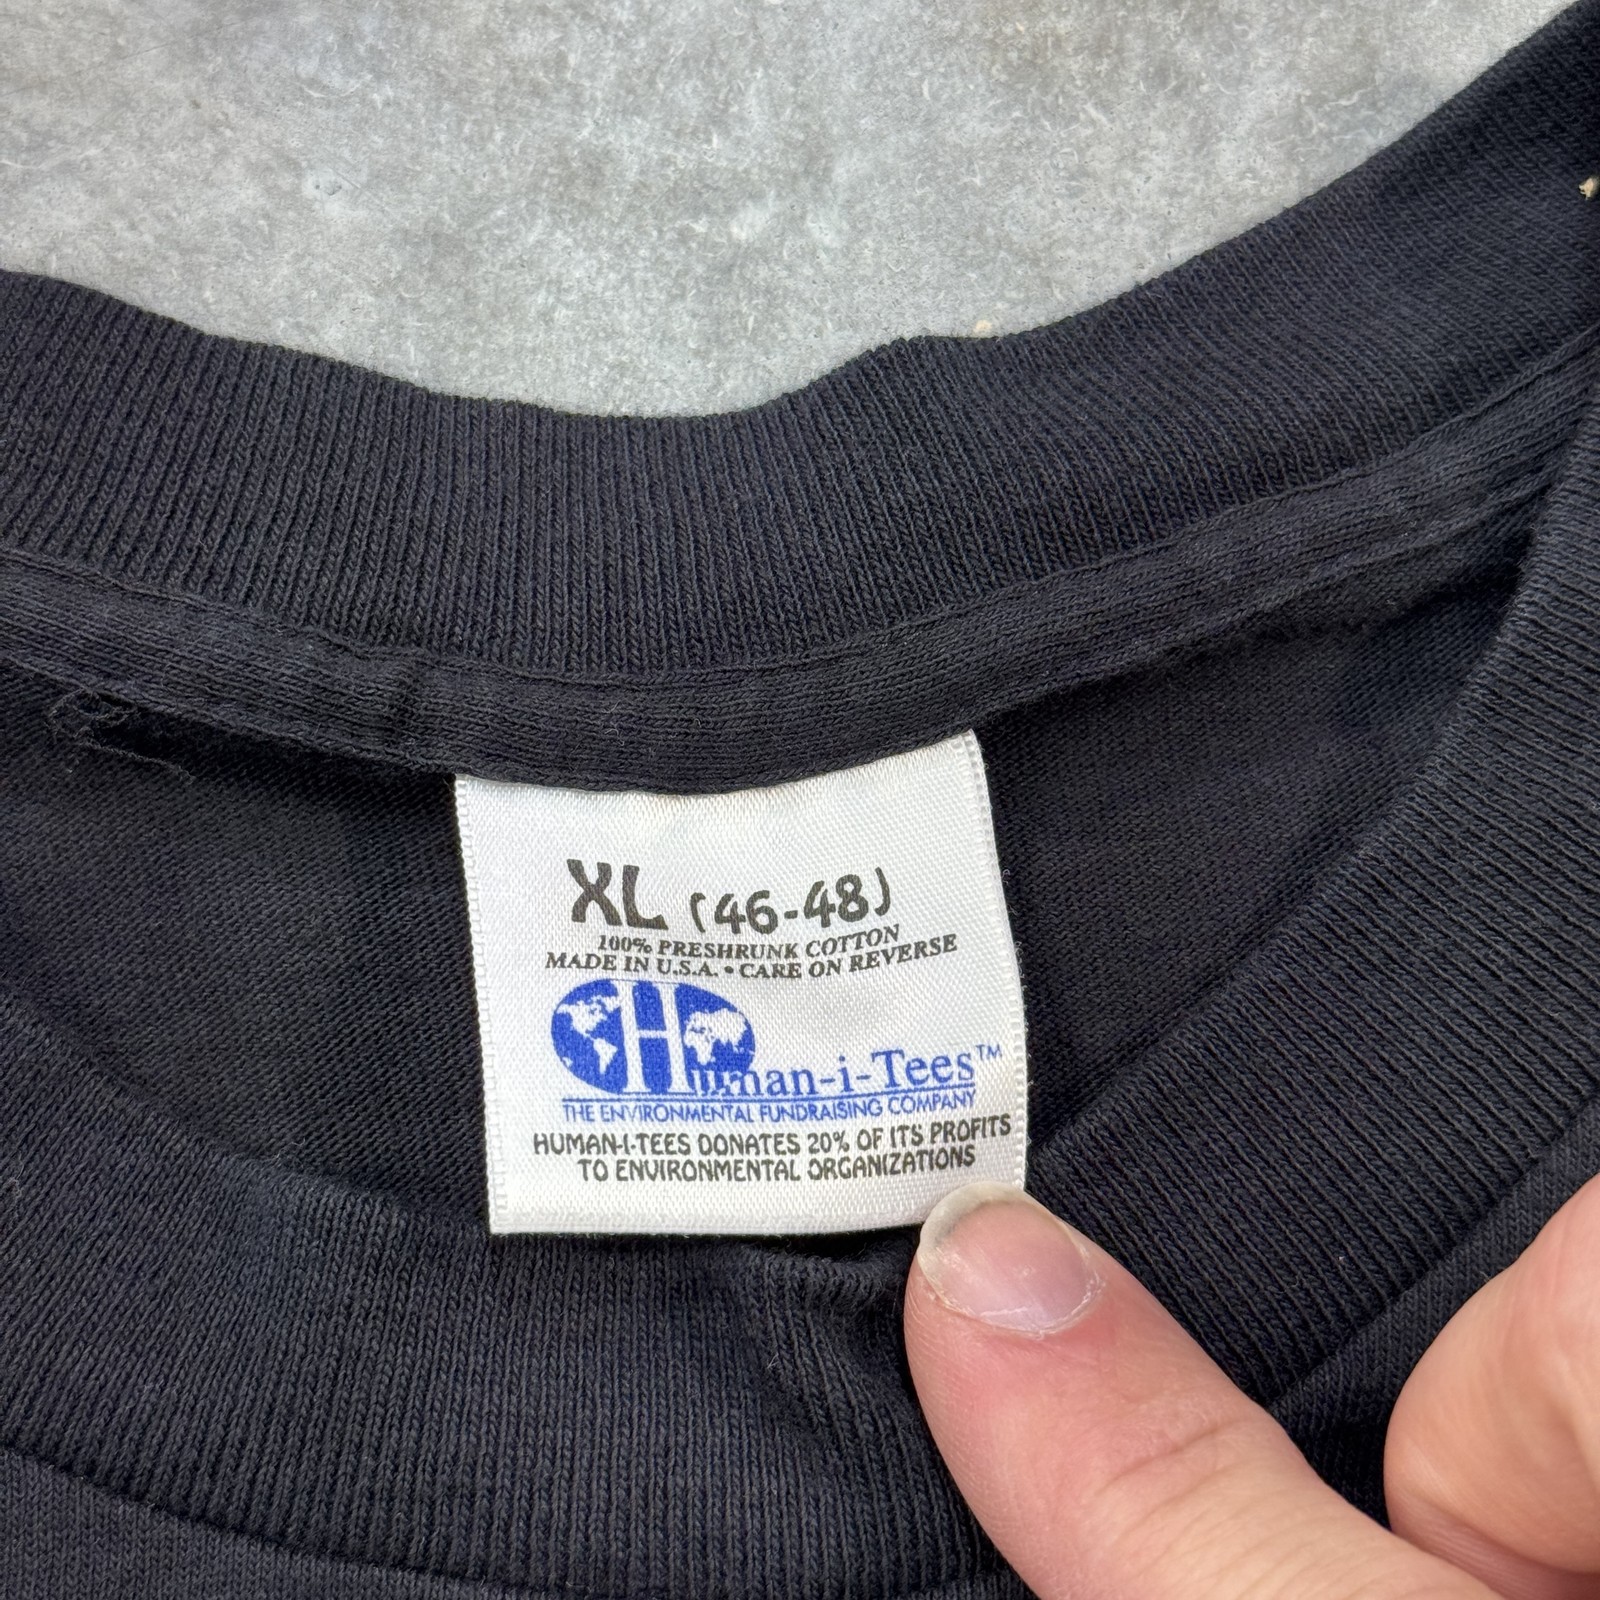 XL (46-48)
100% PRESHRUNK COTTON
MADE IN U.S.A. • CARE ON REVERSE
Human-i-Tees™
THE ENVIRONMENTAL FUNDRAISING COMPANY
HUMAN-I-TEES DONATES 20% OF ITS PROFITS
TO ENVIRONMENTAL ORGANIZATIONS